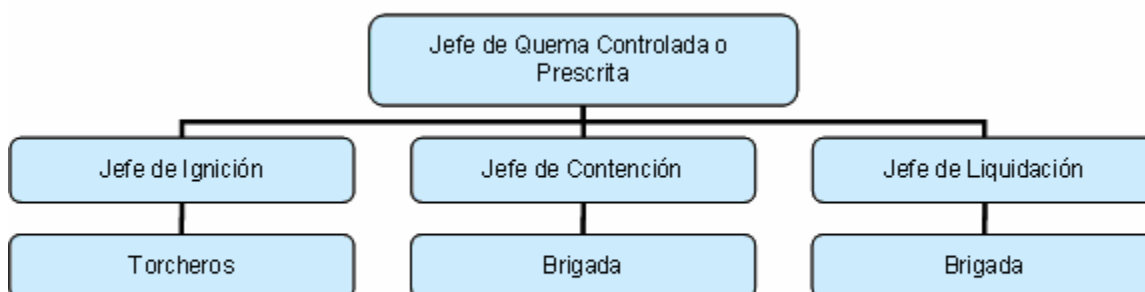 Jefe de Quema Controlada o
Prescrita
Jefe de Ignición
Jefe de Contención
Jefe de Liquidación
Torcheros
Brigada
Brigada